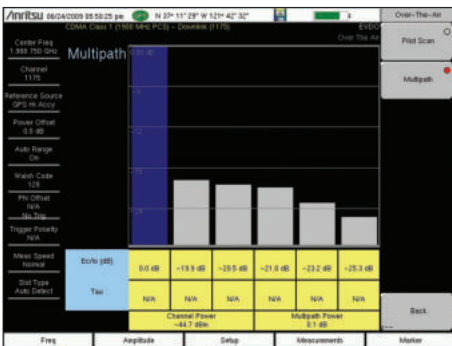 Anritsu 06/24/2009 05:50:25 pm N 37° 11' 29" W 121° 42' 32"
Over-The-Air
CDMA Class 1 (1900 MHz PCS) - Downlink (1175)
EVDO
Over The Air
Pilot Scan
Multipath
Center Freq
1.988 750 GHz
Multipath
Channel
1175
Reference Source
GPS Hi Accy
Power Offset
0.0 dB
Auto Range
On
Walsh Code
128
PN Offset
N/A
No Trig
Trigger Polarity
N/A
Meas Speed
Normal
Slot Type
Auto Detect
Ec/Io (dB) 0.0 dB -19.9 dB -20.5 dB -21.0 dB -23.2 dB -25.3 dB
Tau N/A N/A N/A N/A N/A N/A
Channel Power Multipath Power
-44.7 dBm 0.1 dB
Back
Freq Amplitude Setup Measurements Marker